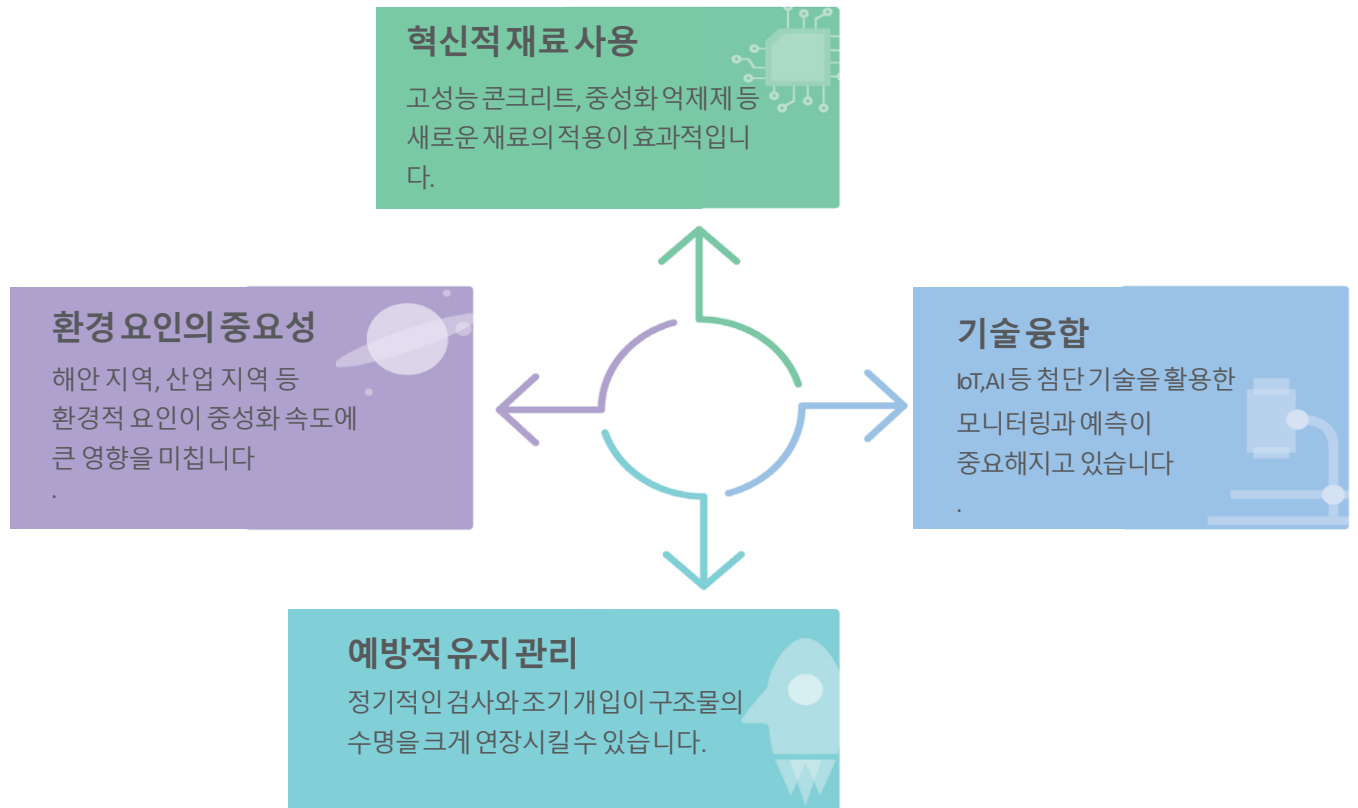 혁신적 재료 사용
고성능 콘크리트, 중성화 억제제 등
새로운 재료의 적용이 효과적입니
다.
환경 요인의 중요성
해안 지역, 산업 지역 등
환경적 요인이 중성화 속도에
큰 영향을 미칩니다
.
기술 융합
IoT,AI 등 첨단 기술을 활용한
모니터링과 예측이
중요해지고 있습니다
.
예방적 유지 관리
정기적인 검사와 조기 개입이 구조물의
수명을 크게 연장시킬 수 있습니다.